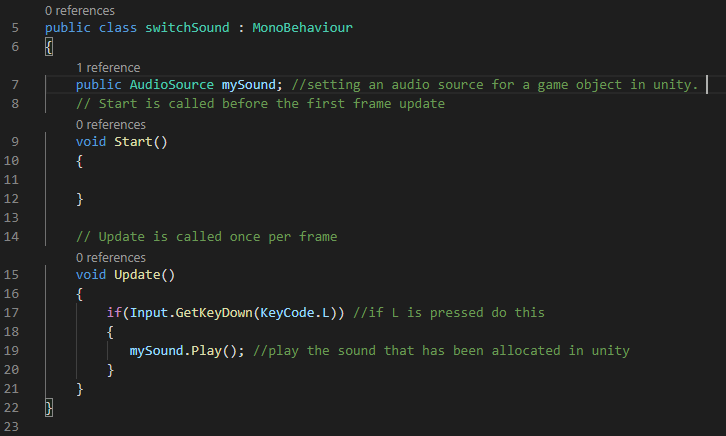 0 references
5 public class switchSound : MonoBehaviour
6 {
1 reference
7 public AudioSource mySound; //setting an audio source for a game object in unity.
8 // Start is called before the first frame update
0 references
9 void Start()
10 {
11
12 }
13
14 // Update is called once per frame
0 references
15 void Update()
16 {
17 if(Input.GetKeyDown(KeyCode.L)) //if L is pressed do this
18 {
19 mySound.Play(); //play the sound that has been allocated in unity
20 }
21 }
22 }
23